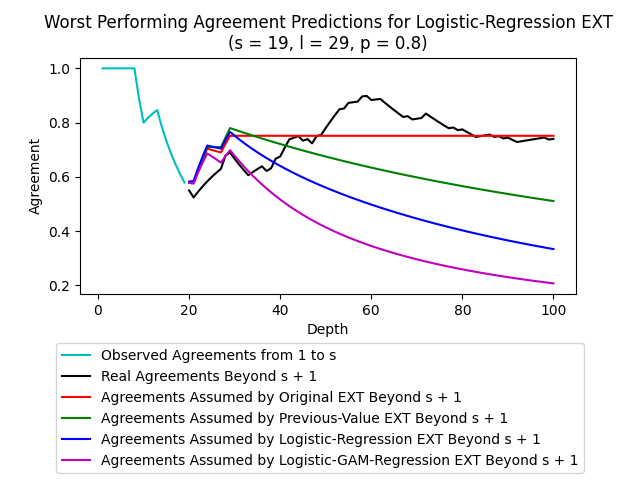 Worst Performing Agreement Predictions for Logistic-Regression EXT
(s = 19, l = 29, p = 0.8)
1.0
0.8
0.6
0.4
0.2
Agreement
0 20 40 60 80 100
Depth
Observed Agreements from 1 to s
Real Agreements Beyond s + 1
Agreements Assumed by Original EXT Beyond s + 1
Agreements Assumed by Previous-Value EXT Beyond s + 1
Agreements Assumed by Logistic-Regression EXT Beyond s + 1
Agreements Assumed by Logistic-GAM-Regression EXT Beyond s + 1